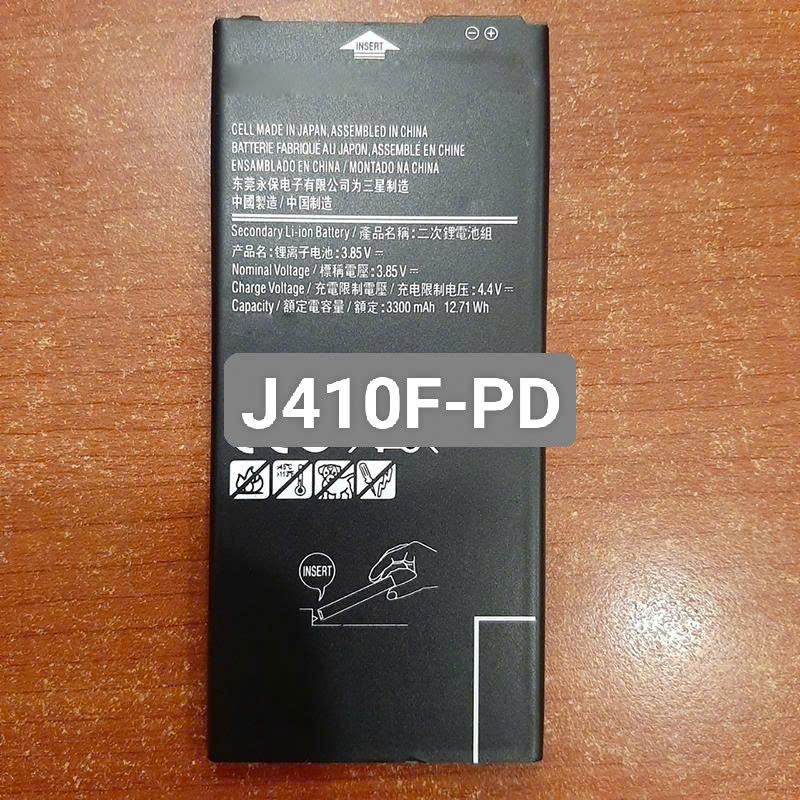 INSERT
CELL MADE IN JAPAN, ASSEMBLED IN CHINA
BATTERIE FABRIQUÉ AU JAPON, ASSEMBLÉ EN CHINE
ENSAMBLADO EN CHINA / MONTADO NA CHINA
东莞永保电子有限公司为三星制造
中國製造 / 中国制造
Secondary Li-ion Battery / 產品名稱 : 二次鋰電池組
产品名 : 锂离子电池 : 3.85V ⎓
Nominal Voltage / 標稱電壓 : 3.85 V ⎓
Charge Voltage / 充電限制電壓 / 充电限制电压 : 4.4V ⎓
Capacity / 額定電容量 / 額定 : 3300 mAh 12.71 Wh
J410F-PD
INSERT